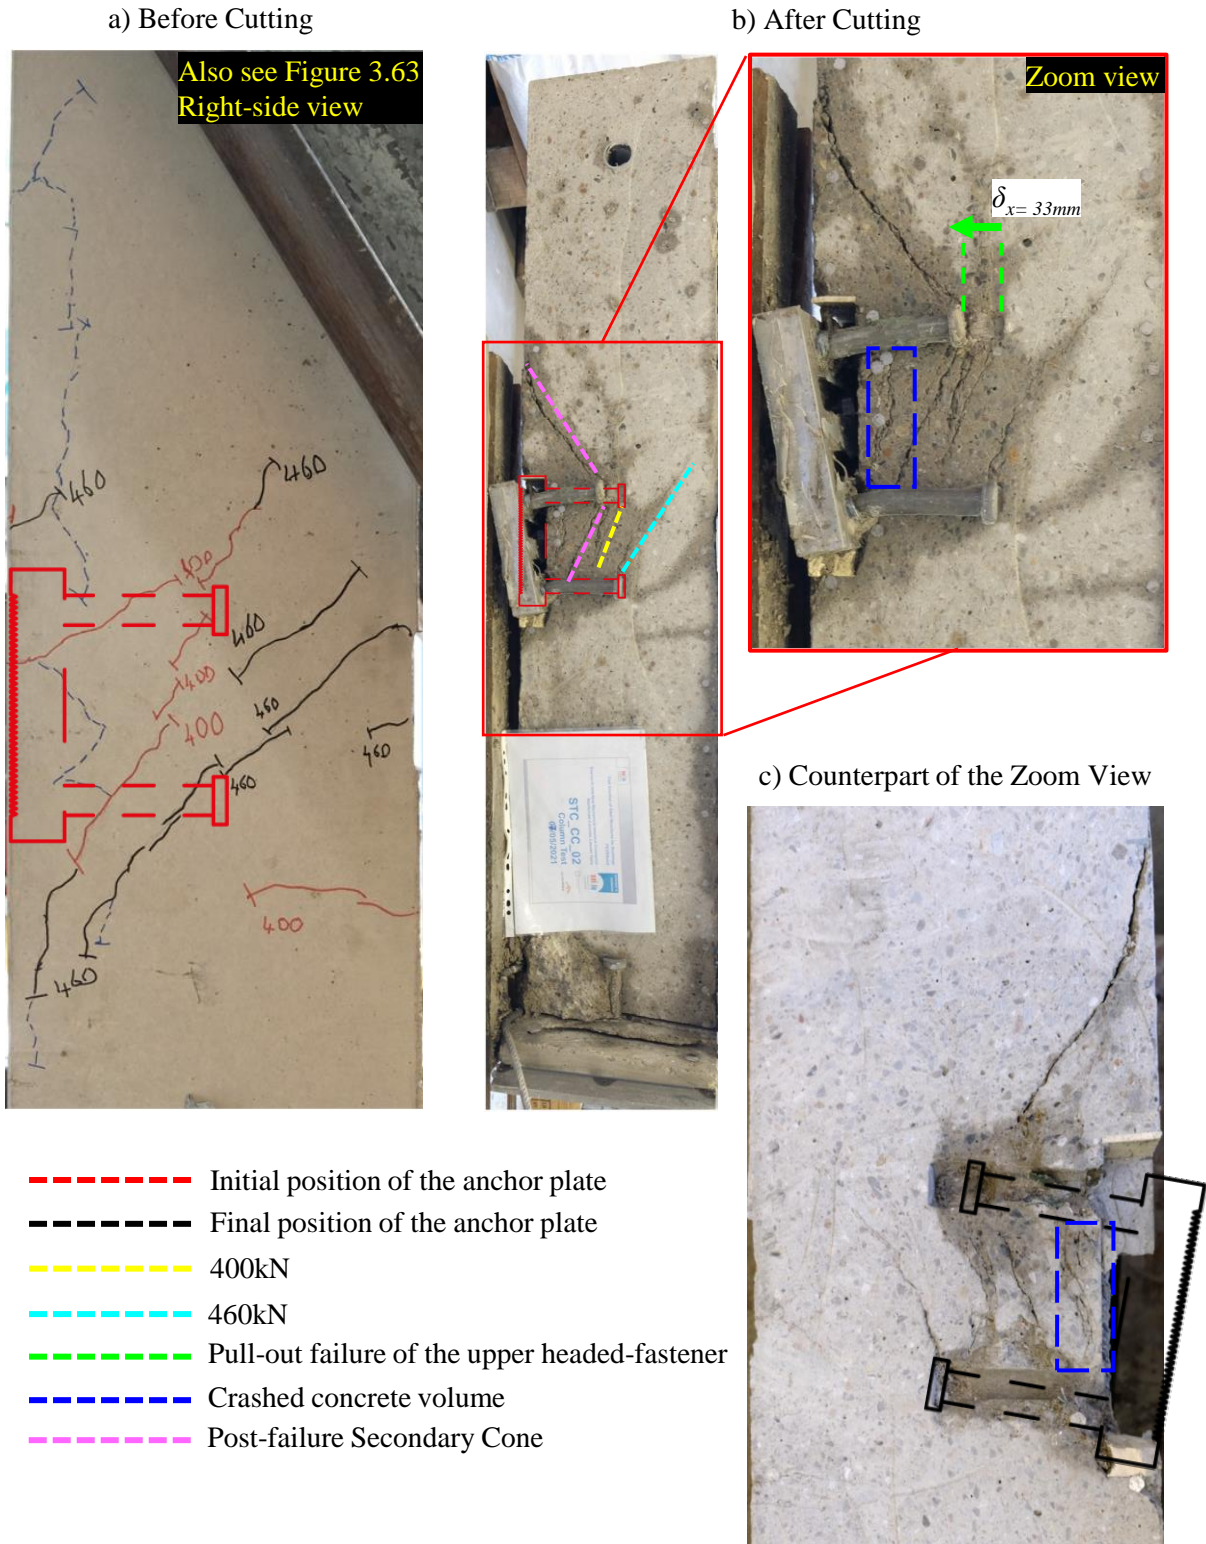 a) Before Cutting
b) After Cutting
Also see Figure 3.63
Right-side view
Zoom view
δx= 33mm
460
460
400
460
400
400
460
460
460
400
460
STC_CC_02
Column Test
c) Counterpart of the Zoom View
Initial position of the anchor plate
Final position of the anchor plate
400kN
460kN
Pull-out failure of the upper headed-fastener
Crashed concrete volume
Post-failure Secondary Cone